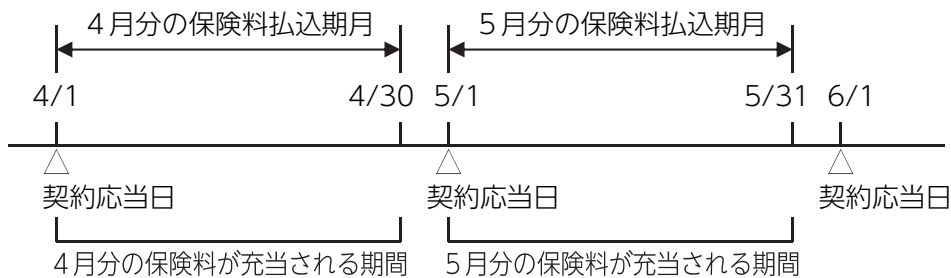 ４月分の保険料払込期月 ５月分の保険料払込期月
4/1 4/30 5/1 5/31 6/1
契約応当日 契約応当日 契約応当日
４月分の保険料が充当される期間 ５月分の保険料が充当される期間